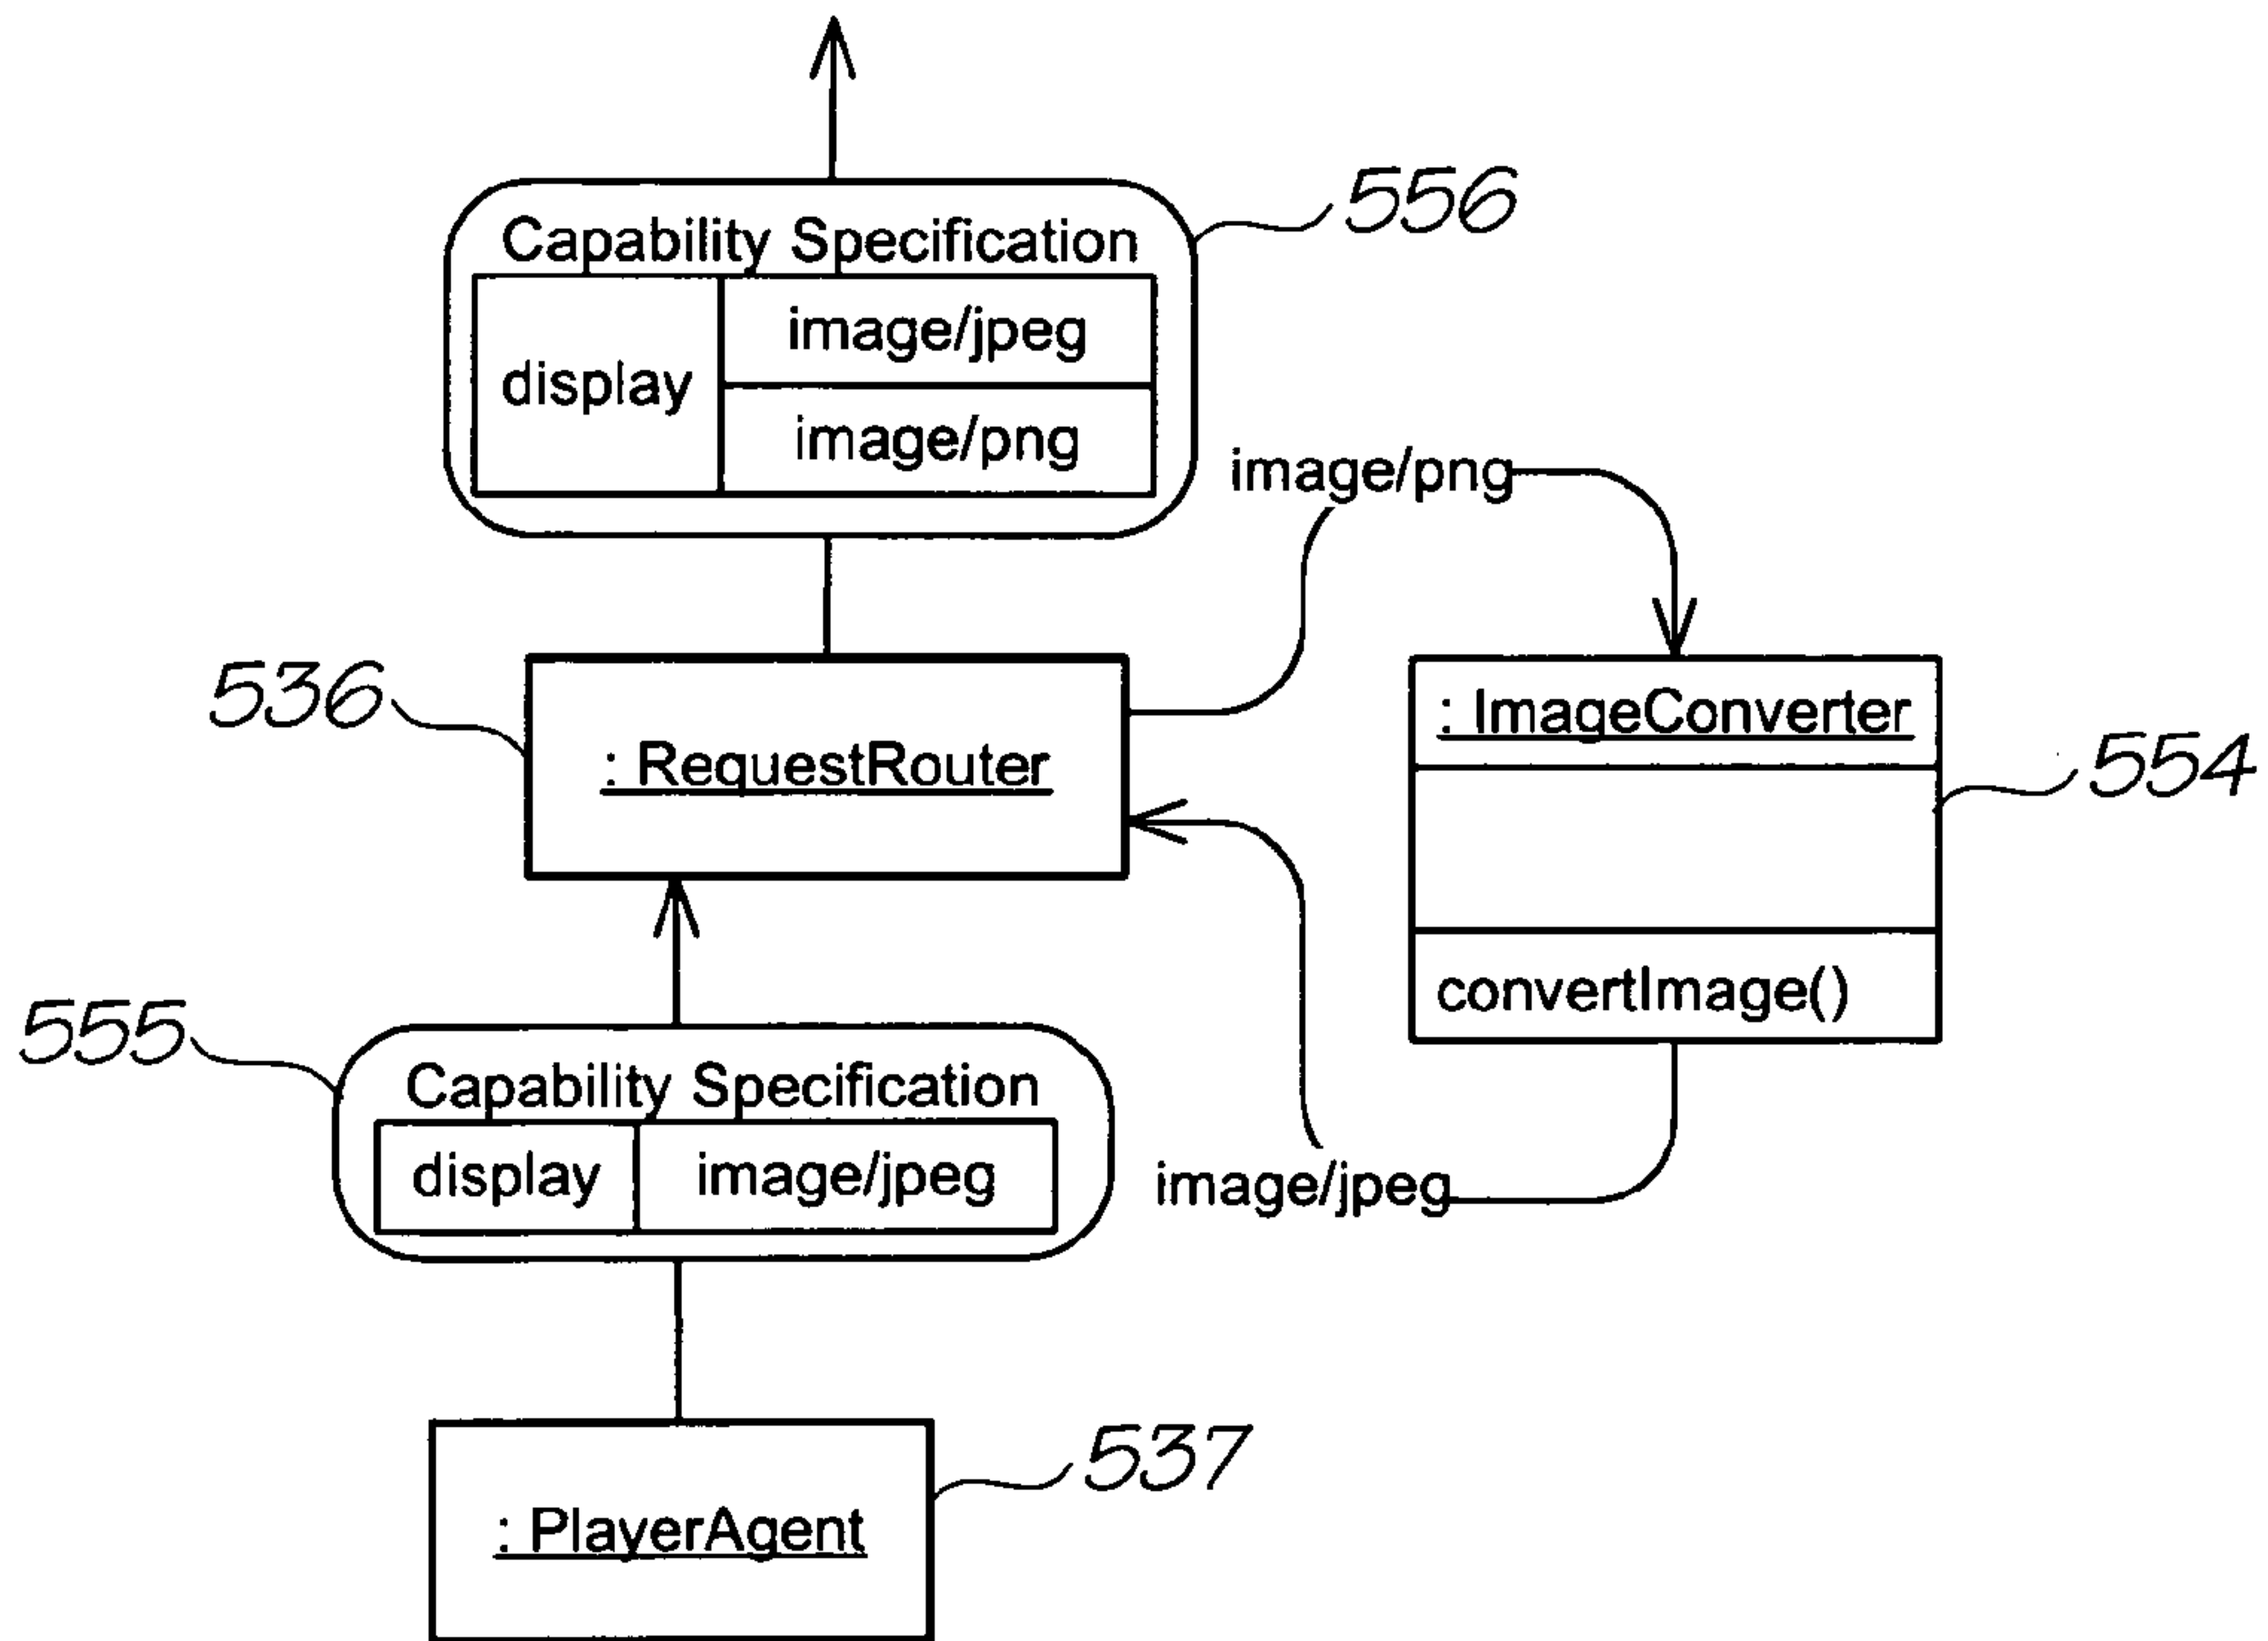 556
Capability Specification
display
image/jpeg
image/png
image/png
536
: RequestRouter
: ImageConverter
554
convertImage()
555
Capability Specification
display image/jpeg
image/jpeg
537
: PlayerAgent